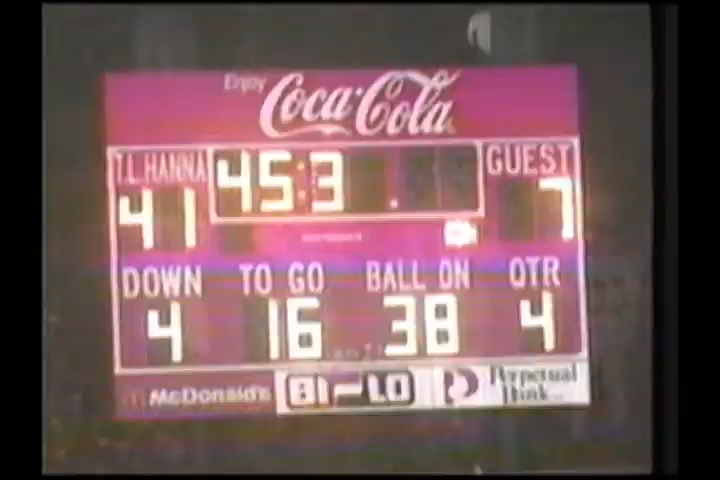 Enjoy
Coca-Cola
T.L. HANNA 45:3 GUEST
41 7
DOWN TO GO BALL ON QTR
4 16 38 4
McDonald's BI-LO Perpetual
Bank